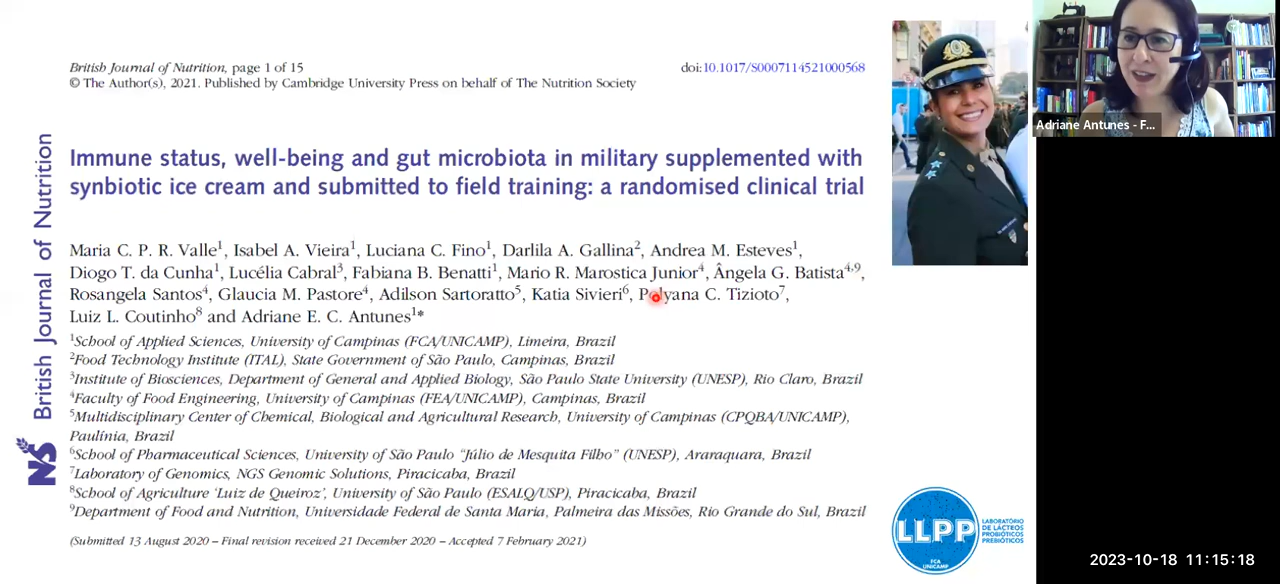 British Journal of Nutrition, page 1 of 15
doi:10.1017/S0007114521000568
© The Author(s), 2021. Published by Cambridge University Press on behalf of The Nutrition Society
Immune status, well-being and gut microbiota in military supplemented with
synbiotic ice cream and submitted to field training: a randomised clinical trial
Maria C. P. R. Valle¹, Isabel A. Vieira¹, Luciana C. Fino¹, Darlila A. Gallina², Andrea M. Esteves¹,
Diogo T. da Cunha¹, Lucélia Cabral³, Fabiana B. Benatti¹, Mario R. Marostica Junior⁴, Ângela G. Batista⁴,⁹,
Rosangela Santos⁴, Glaucia M. Pastore⁴, Adilson Sartoratto⁵, Katia Sivieri⁶, Polyana C. Tizioto⁷,
Luiz L. Coutinho⁸ and Adriane E. C. Antunes¹*
¹School of Applied Sciences, University of Campinas (FCA/UNICAMP), Limeira, Brazil
²Food Technology Institute (ITAL), State Government of São Paulo, Campinas, Brazil
³Institute of Biosciences, Department of General and Applied Biology, São Paulo State University (UNESP), Rio Claro, Brazil
⁴Faculty of Food Engineering, University of Campinas (FEA/UNICAMP), Campinas, Brazil
⁵Multidisciplinary Center of Chemical, Biological and Agricultural Research, University of Campinas (CPQBA/UNICAMP),
Paulínia, Brazil
⁶School of Pharmaceutical Sciences, University of São Paulo "Júlio de Mesquita Filho" (UNESP), Araraquara, Brazil
⁷Laboratory of Genomics, NGS Genomic Solutions, Piracicaba, Brazil
⁸School of Agriculture 'Luiz de Queiroz', University of São Paulo (ESALQ/USP), Piracicaba, Brazil
⁹Department of Food and Nutrition, Universidade Federal de Santa Maria, Palmeira das Missões, Rio Grande do Sul, Brazil
(Submitted 13 August 2020 – Final revision received 21 December 2020 – Accepted 7 February 2021)
British Journal of Nutrition
NS
Adriane Antunes - F...
LLPP
FCA
UNICAMP
LABORATÓRIO
DE LÁCTEOS
PROBIÓTICOS
PREBIÓTICOS
2023-10-18 11:15:18